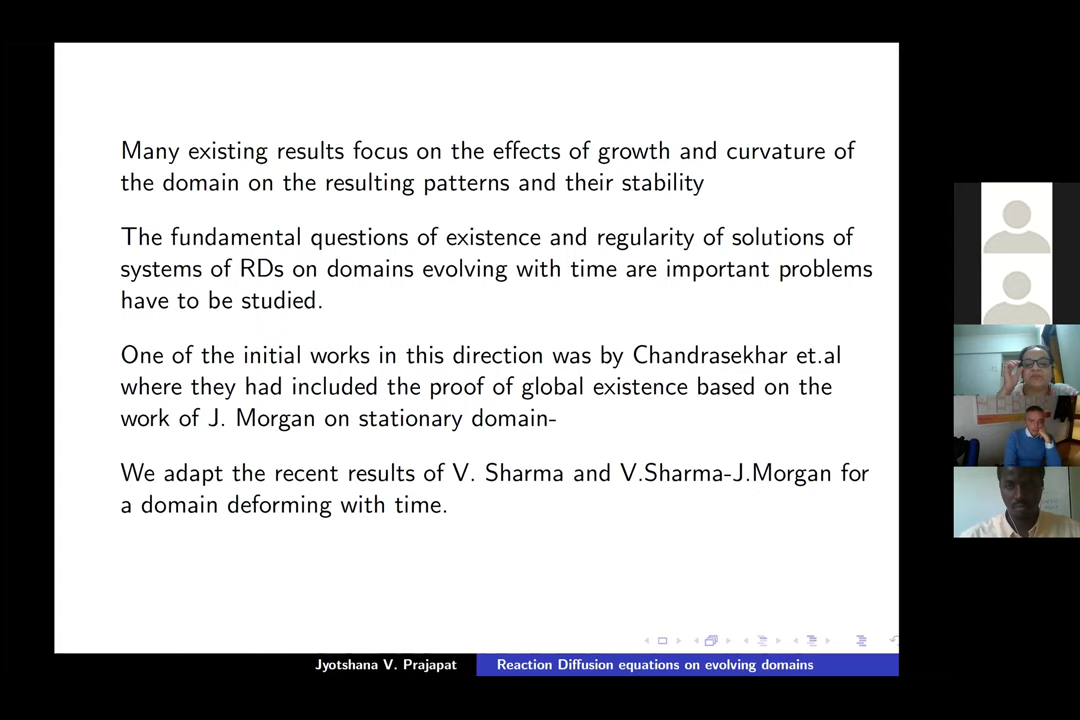 Many existing results focus on the effects of growth and curvature of
the domain on the resulting patterns and their stability
The fundamental questions of existence and regularity of solutions of
systems of RDs on domains evolving with time are important problems
have to be studied.
One of the initial works in this direction was by Chandrasekhar et.al
where they had included the proof of global existence based on the
work of J. Morgan on stationary domain-
We adapt the recent results of V. Sharma and V.Sharma-J.Morgan for
a domain deforming with time.
Jyotshana V. Prajapat
Reaction Diffusion equations on evolving domains